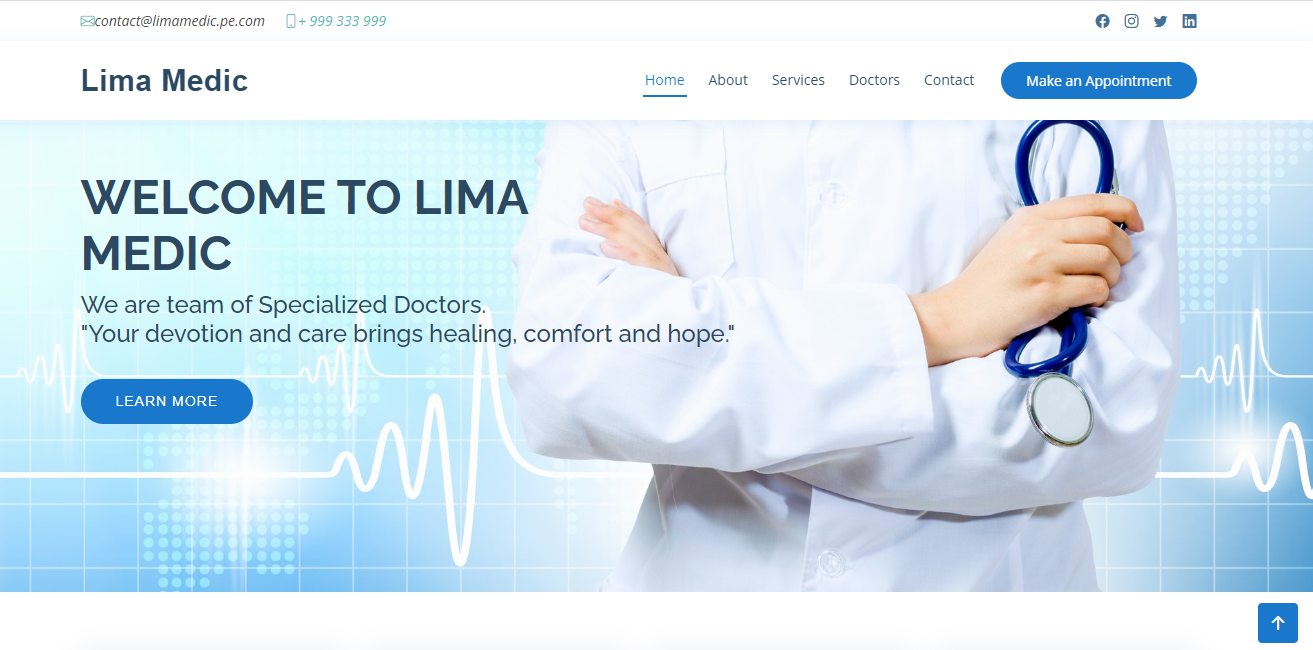 contact@limamedic.pe.com + 999 333 999
Lima Medic
Home About Services Doctors Contact Make an Appointment
WELCOME TO LIMA
MEDIC
We are team of Specialized Doctors.
"Your devotion and care brings healing, comfort and hope."
LEARN MORE